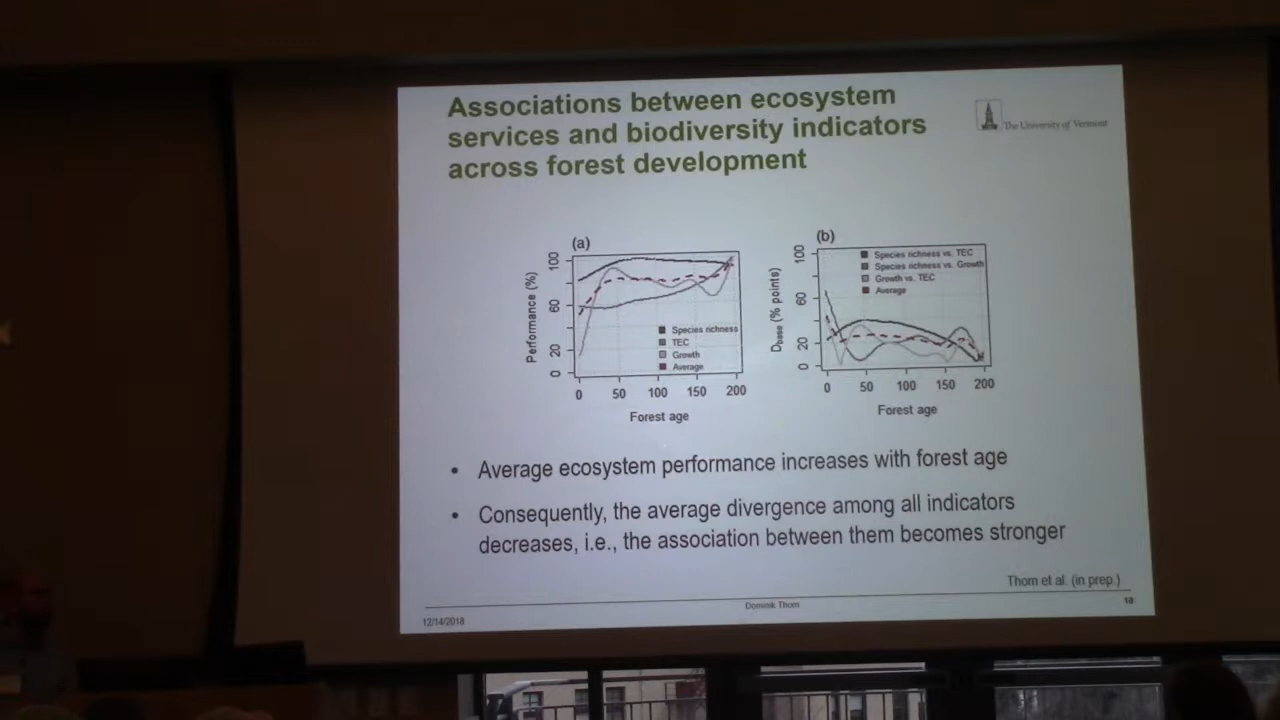 Associations between ecosystem
services and biodiversity indicators
across forest development
The University of Vermont
(a)
Performance (%)
100
60
20
0
Species richness
TEC
Growth
Average
0 50 100 150 200
Forest age
(b)
Dbase (% points)
100
60
20
0
Species richness vs. TEC
Species richness vs. Growth
Growth vs. TEC
Average
0 50 100 150 200
Forest age
• Average ecosystem performance increases with forest age
• Consequently, the average divergence among all indicators
decreases, i.e., the association between them becomes stronger
Thom et al. (in prep.)
12/14/2018
Dominik Thom
10